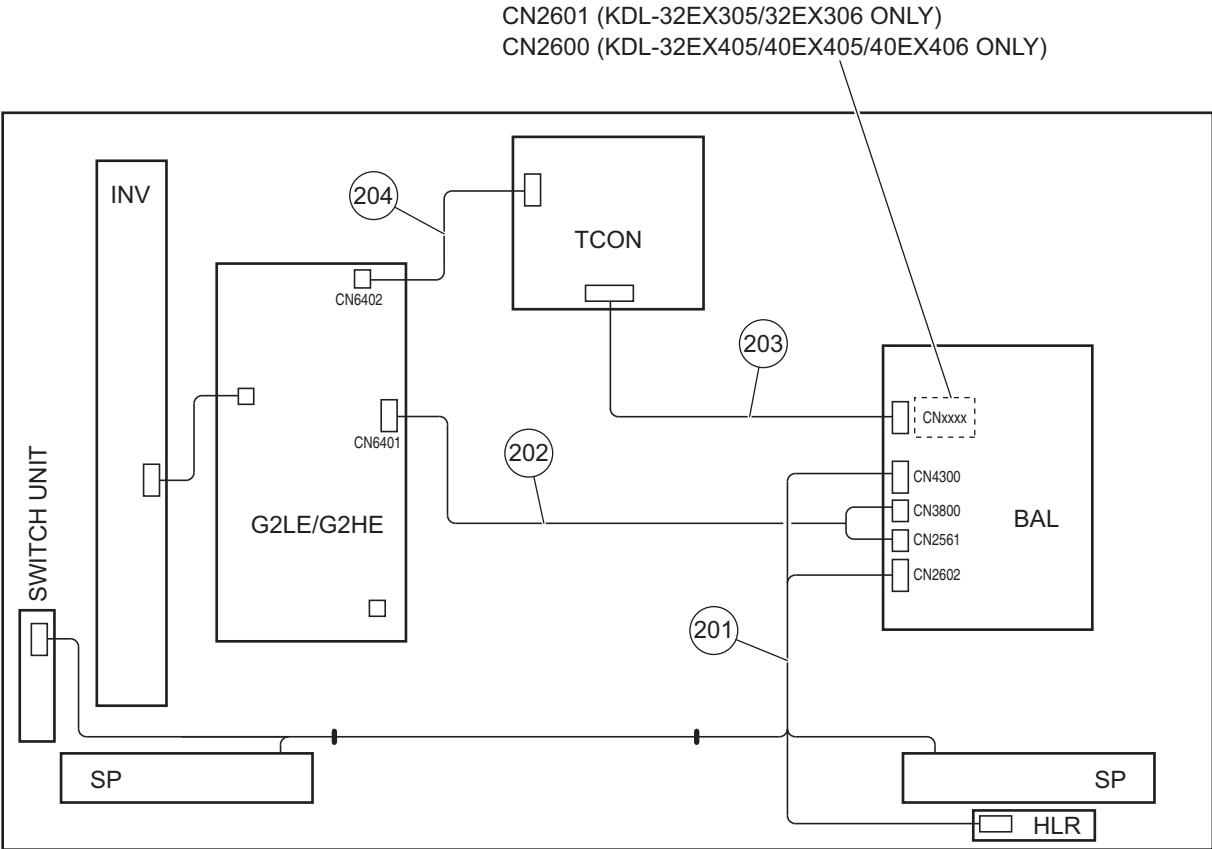 CN2601 (KDL-32EX305/32EX306 ONLY)
CN2600 (KDL-32EX405/40EX405/40EX406 ONLY)
INV
204
TCON
CN6402
203
CNxxxx
CN6401
202
CN4300
SWITCH UNIT
G2LE/G2HE
CN3800
BAL
CN2561
CN2602
201
SP
SP
HLR